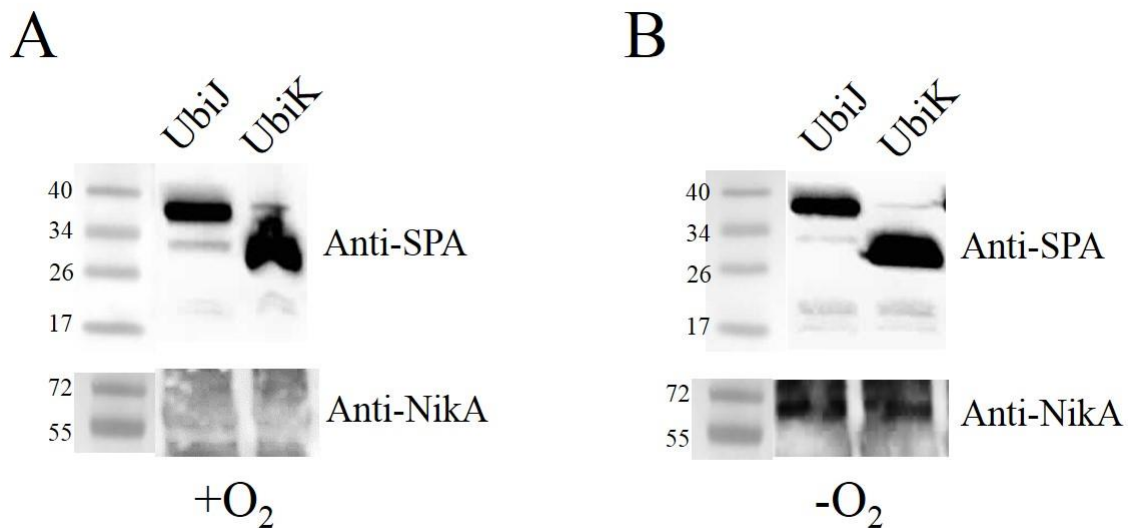 A
UbiJ
UbiK
40
34
26
17
Anti-SPA
72
55
Anti-NikA
+O₂
B
UbiJ
UbiK
40
34
26
17
Anti-SPA
72
55
Anti-NikA
-O₂